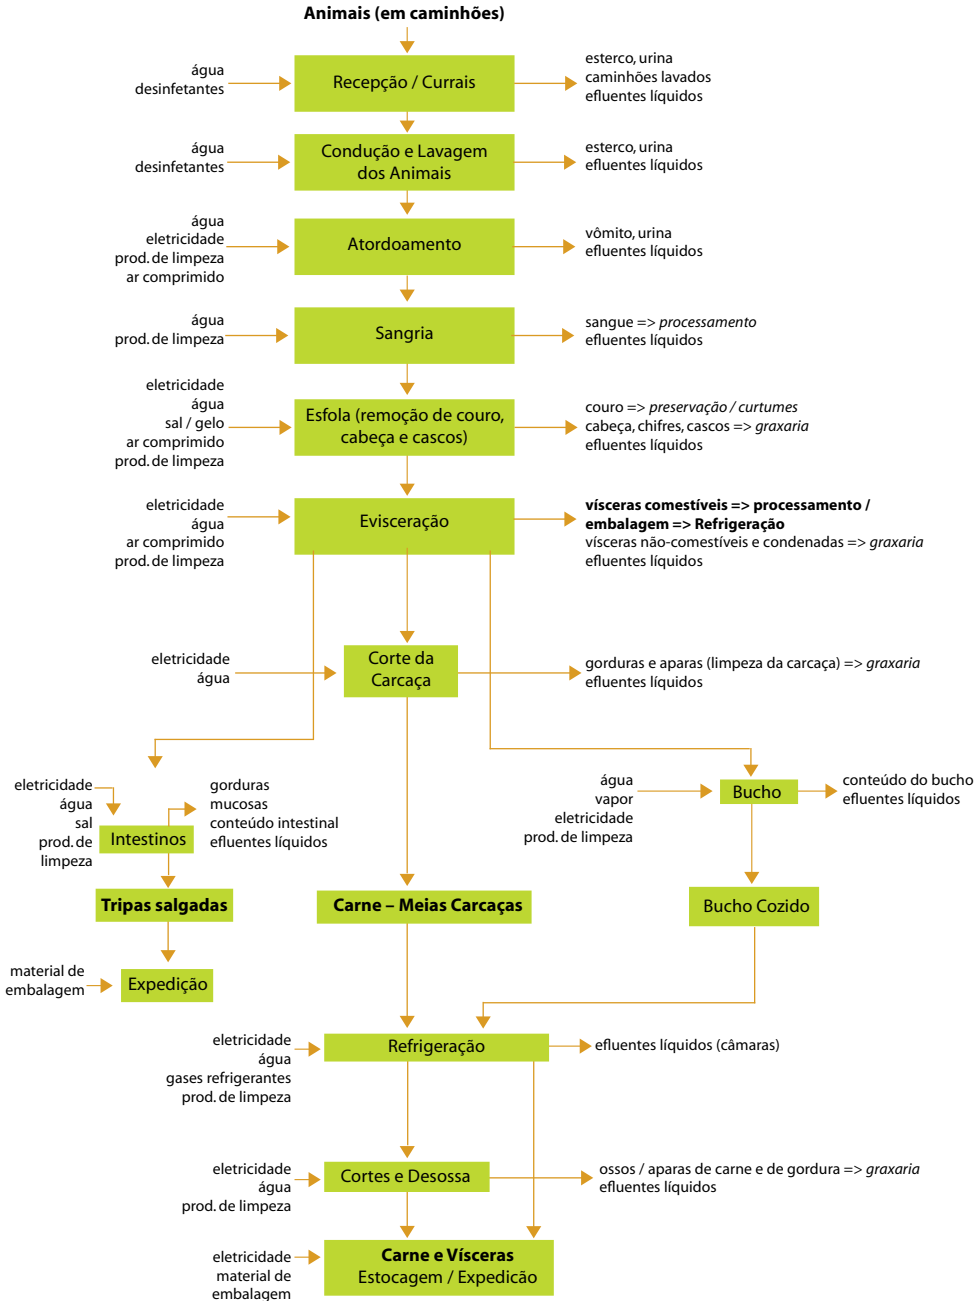 Animais (em caminhões)
água
desinfetantes
Recepção / Currais
esterco, urina
caminhões lavados
efluentes líquidos
água
desinfetantes
Condução e Lavagem
dos Animais
esterco, urina
efluentes líquidos
água
eletricidade
prod. de limpeza
ar comprimido
Atordoamento
vômito, urina
efluentes líquidos
água
prod. de limpeza
Sangria
sangue => processamento
efluentes líquidos
eletricidade
água
sal / gelo
ar comprimido
prod. de limpeza
Esfola (remoção de couro,
cabeça e cascos)
couro => preservação / curtumes
cabeça, chifres, cascos => graxaria
efluentes líquidos
eletricidade
água
ar comprimido
prod. de limpeza
Evisceração
vísceras comestíveis => processamento /
embalagem => Refrigeração
vísceras não-comestíveis e condenadas => graxaria
efluentes líquidos
eletricidade
água
Corte da
Carcaça
gorduras e aparas (limpeza da carcaça) => graxaria
efluentes líquidos
eletricidade
água
sal
prod. de
limpeza
Intestinos
gorduras
mucosas
conteúdo intestinal
efluentes líquidos
água
vapor
eletricidade
prod. de limpeza
Bucho
conteúdo do bucho
efluentes líquidos
Tripas salgadas
Carne – Meias Carcaças
Bucho Cozido
material de
embalagem
Expedição
eletricidade
água
gases refrigerantes
prod. de limpeza
Refrigeração
efluentes líquidos (câmaras)
eletricidade
água
prod. de limpeza
Cortes e Desossa
ossos / aparas de carne e de gordura => graxaria
efluentes líquidos
eletricidade
material de
embalagem
Carne e Vísceras
Estocagem / Expedicão